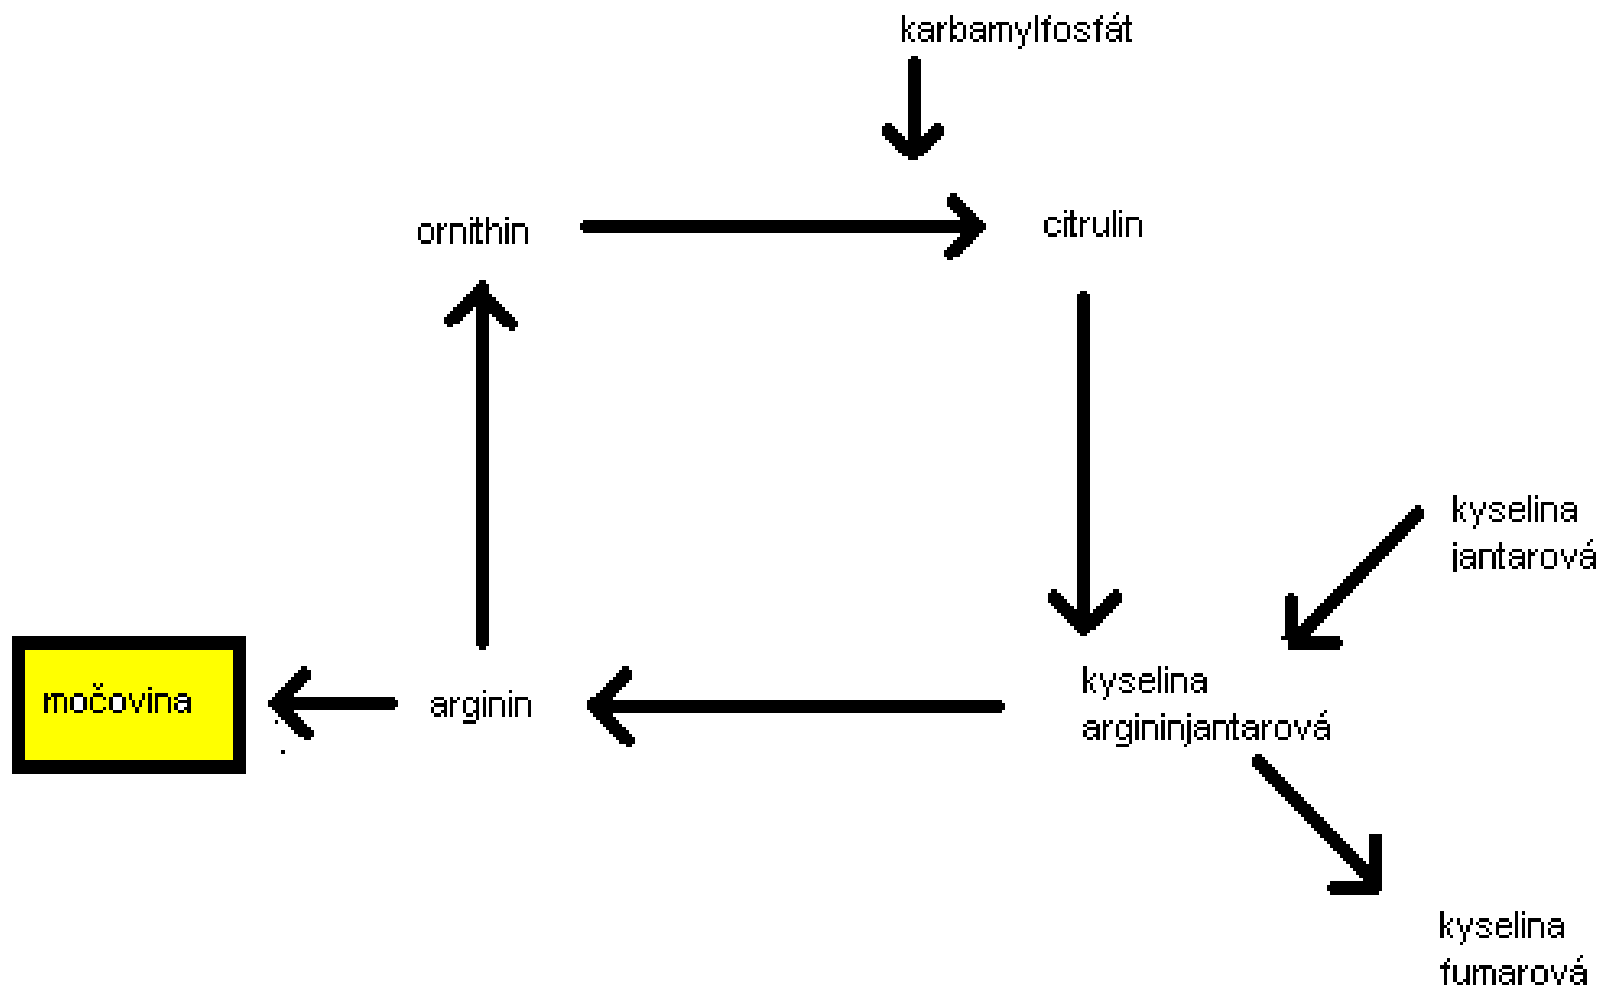 karbamylfosfát
ornithin
citrulin
kyselina
jantarová
močovina
arginin
kyselina
argininjantarová
kyselina
fumarová